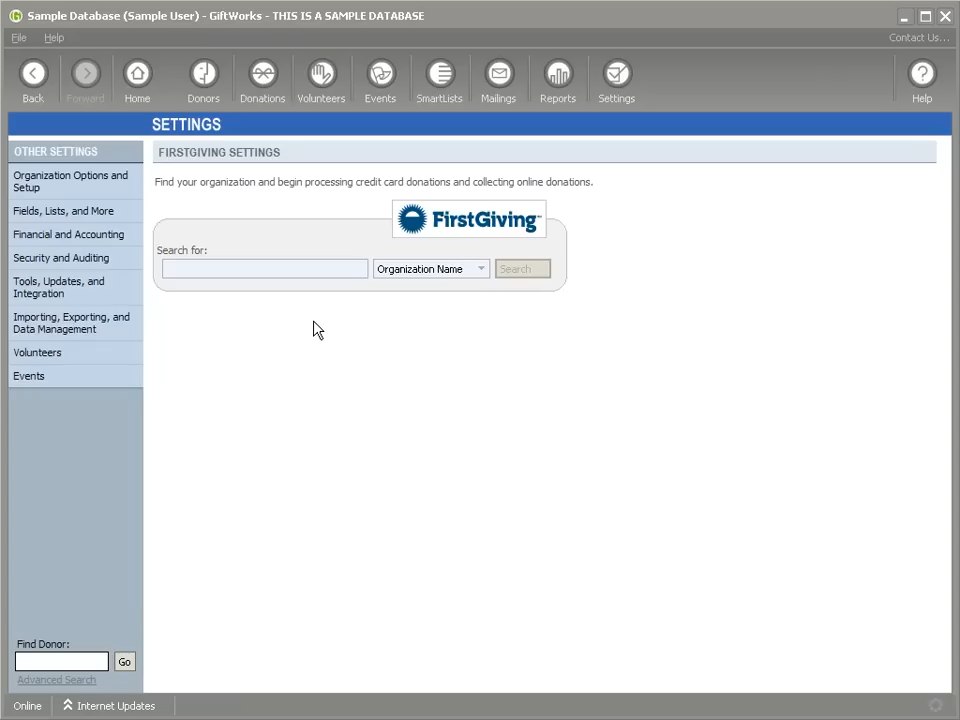 Sample Database (Sample User) - GiftWorks - THIS IS A SAMPLE DATABASE
File Help Contact Us...
Back Forward Home Donors Donations Volunteers Events SmartLists Mailings Reports Settings Help
SETTINGS
OTHER SETTINGS
Organization Options and
Setup
Fields, Lists, and More
Financial and Accounting
Security and Auditing
Tools, Updates, and
Integration
Importing, Exporting, and
Data Management
Volunteers
Events
FIRSTGIVING SETTINGS
Find your organization and begin processing credit card donations and collecting online donations.
FirstGiving
Search for:
Organization Name Search
Find Donor:
Go
Advanced Search
Online Internet Updates